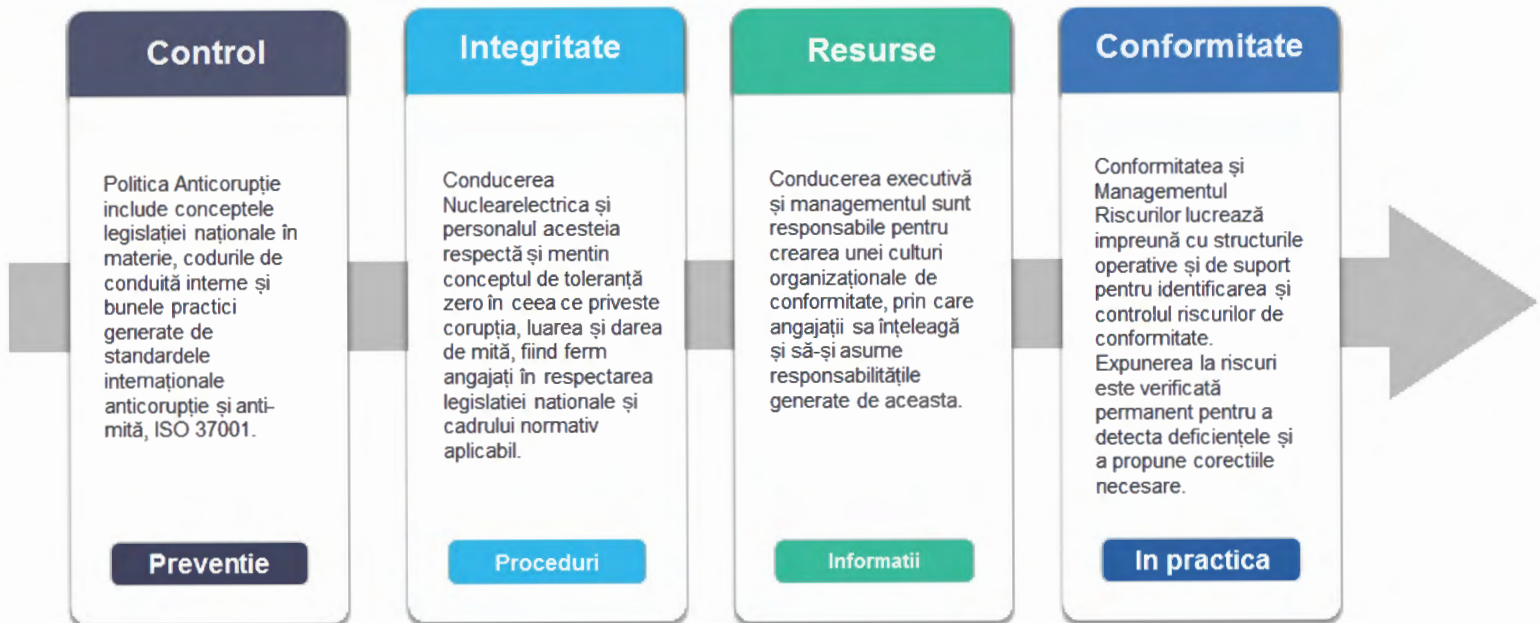 Control
Politica Anticorupție
include conceptele
legislației naționale în
materie, codurile de
conduită interne și
bunele practici
generate de
standardele
internaționale
anticorupție și anti-
mită, ISO 37001.
Preventie
Integritate
Conducerea
Nuclearelectrica și
personalul acesteia
respectă și mentin
conceptul de toleranță
zero în ceea ce priveste
corupția, luarea și darea
de mită, fiind ferm
angajați în respectarea
legislatiei nationale și
cadrului normativ
aplicabil.
Proceduri
Resurse
Conducerea executivă
și managementul sunt
responsabile pentru
crearea unei culturi
organizaționale de
conformitate, prin care
angajații sa înțeleagă
și să-și asume
responsabilitățile
generate de aceasta.
Informatii
Conformitate
Conformitatea și
Managementul
Riscurilor lucrează
impreună cu structurile
operative și de suport
pentru identificarea și
controlul riscurilor de
conformitate.
Expunerea la riscuri
este verificată
permanent pentru a
detecta deficiențele și
a propune corectiile
necesare.
In practica